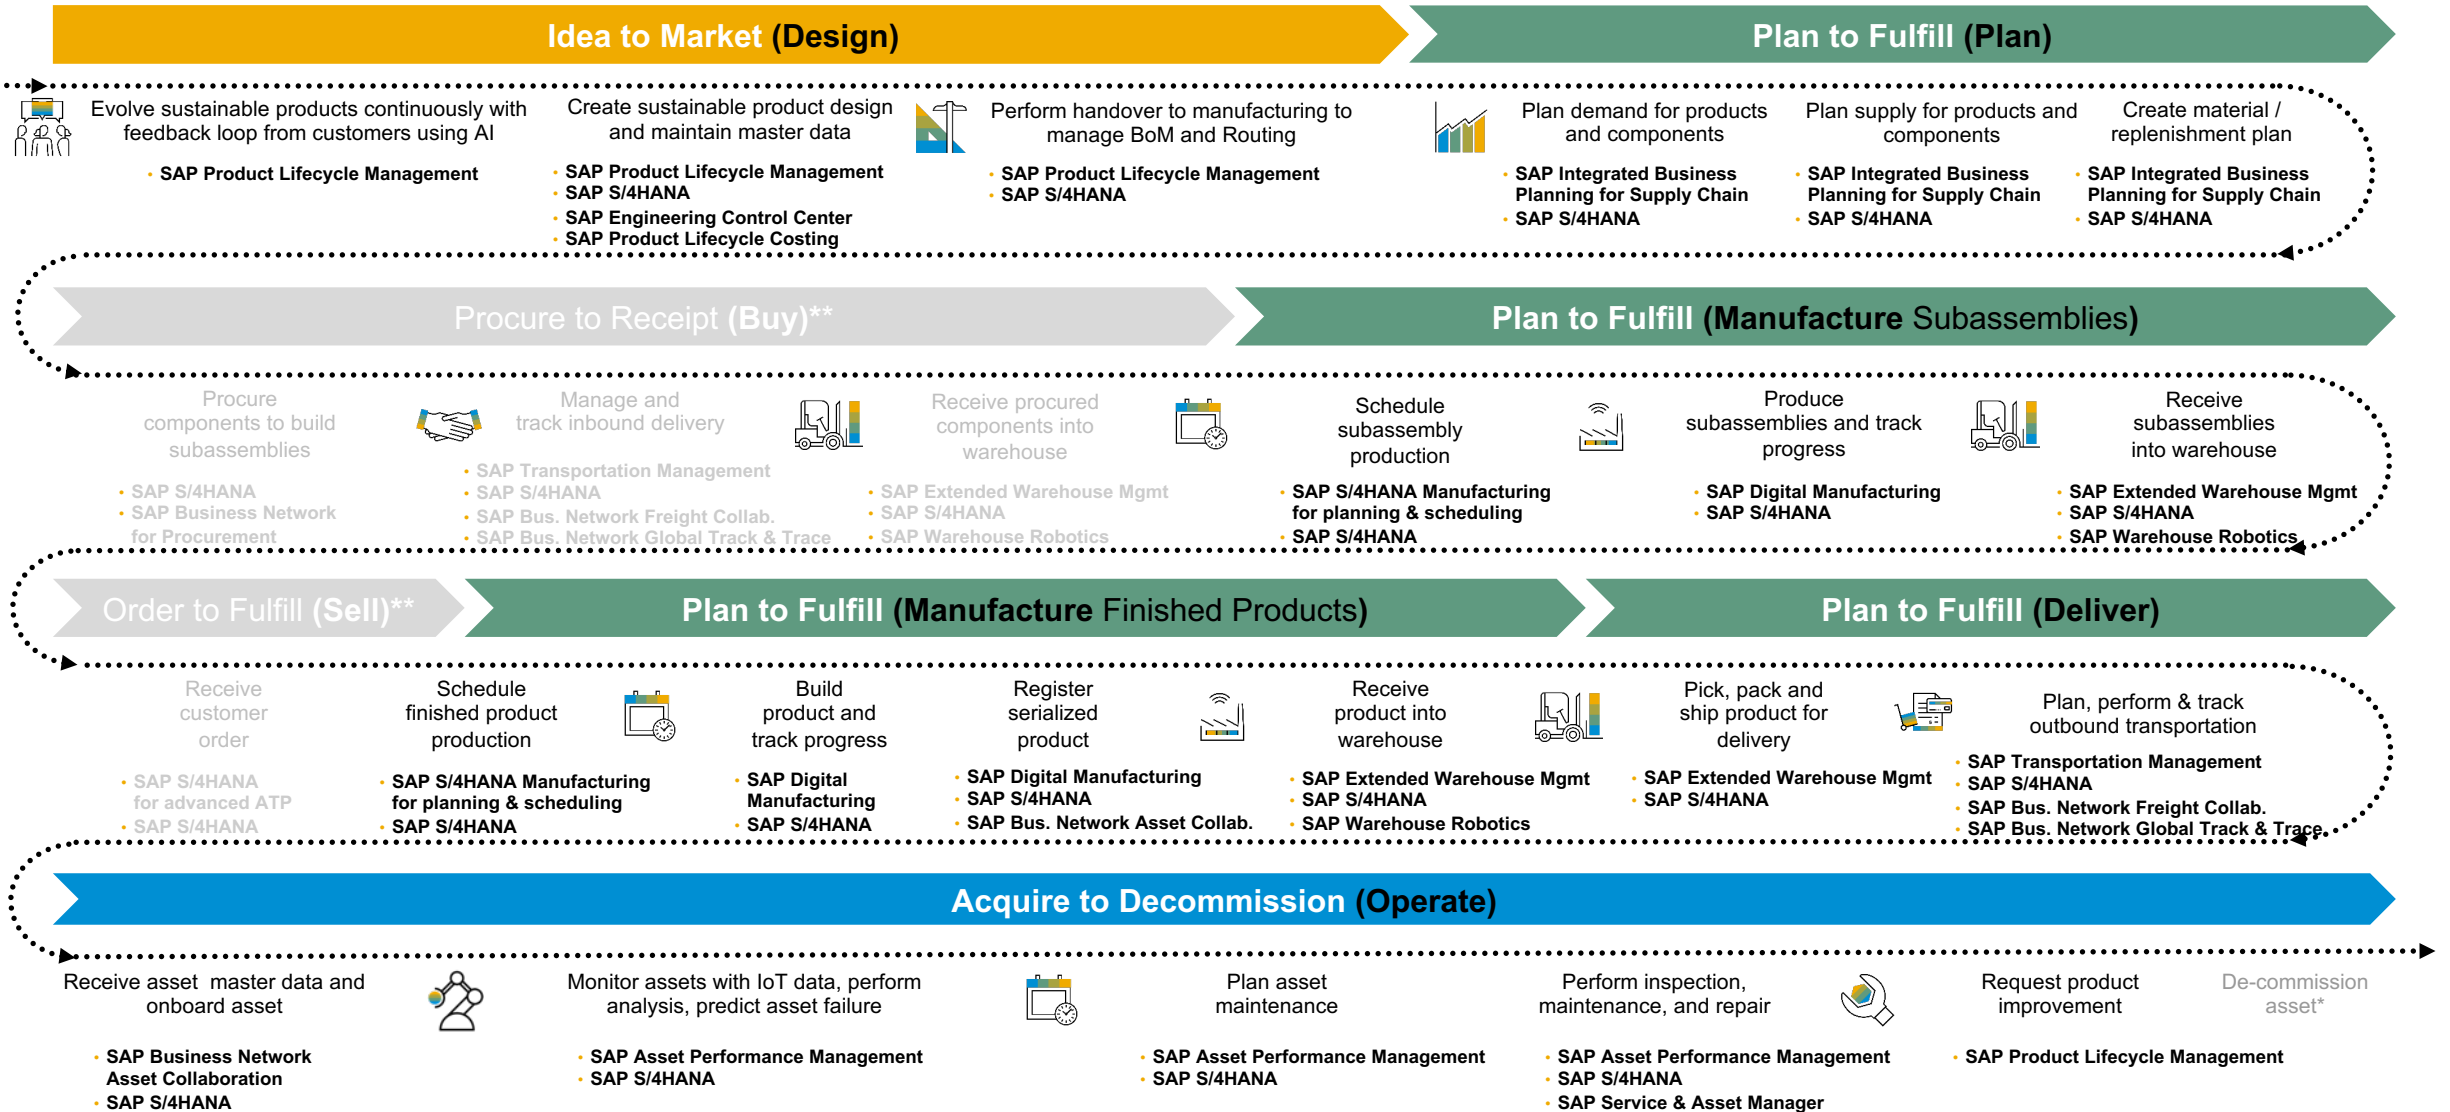 Idea to Market (Design)
Plan to Fulfill (Plan)
Evolve sustainable products continuously with
feedback loop from customers using AI
• SAP Product Lifecycle Management
Create sustainable product design
and maintain master data
• SAP Product Lifecycle Management
• SAP S/4HANA
• SAP Engineering Control Center
• SAP Product Lifecycle Costing
Perform handover to manufacturing to
manage BoM and Routing
• SAP Product Lifecycle Management
• SAP S/4HANA
Plan demand for products
and components
• SAP Integrated Business
Planning for Supply Chain
• SAP S/4HANA
Plan supply for products and
components
• SAP Integrated Business
Planning for Supply Chain
• SAP S/4HANA
Create material /
replenishment plan
• SAP Integrated Business
Planning for Supply Chain
• SAP S/4HANA
Procure to Receipt (Buy)**
Plan to Fulfill (Manufacture Subassemblies)
Procure
components to build
subassemblies
• SAP S/4HANA
• SAP Business Network
for Procurement
Manage and
track inbound delivery
• SAP Transportation Management
• SAP S/4HANA
• SAP Bus. Network Freight Collab.
• SAP Bus. Network Global Track & Trace
Receive procured
components into
warehouse
• SAP Extended Warehouse Mgmt
• SAP S/4HANA
• SAP Warehouse Robotics
Schedule
subassembly
production
• SAP S/4HANA Manufacturing
for planning & scheduling
• SAP S/4HANA
Produce
subassemblies and track
progress
• SAP Digital Manufacturing
• SAP S/4HANA
Receive
subassemblies
into warehouse
• SAP Extended Warehouse Mgmt
• SAP S/4HANA
• SAP Warehouse Robotics
Order to Fulfill (Sell)**
Plan to Fulfill (Manufacture Finished Products)
Plan to Fulfill (Deliver)
Receive
customer
order
• SAP S/4HANA
for advanced ATP
• SAP S/4HANA
Schedule
finished product
production
• SAP S/4HANA Manufacturing
for planning & scheduling
• SAP S/4HANA
Build
product and
track progress
• SAP Digital
Manufacturing
• SAP S/4HANA
Register
serialized
product
• SAP Digital Manufacturing
• SAP S/4HANA
• SAP Bus. Network Asset Collab.
Receive
product into
warehouse
• SAP Extended Warehouse Mgmt
• SAP S/4HANA
• SAP Warehouse Robotics
Pick, pack and
ship product for
delivery
• SAP Extended Warehouse Mgmt
• SAP S/4HANA
Plan, perform & track
outbound transportation
• SAP Transportation Management
• SAP S/4HANA
• SAP Bus. Network Freight Collab.
• SAP Bus. Network Global Track & Trace
Acquire to Decommission (Operate)
Receive asset master data and
onboard asset
• SAP Business Network
Asset Collaboration
• SAP S/4HANA
Monitor assets with IoT data, perform
analysis, predict asset failure
• SAP Asset Performance Management
• SAP S/4HANA
Plan asset
maintenance
• SAP Asset Performance Management
• SAP S/4HANA
Perform inspection,
maintenance, and repair
• SAP Asset Performance Management
• SAP S/4HANA
• SAP Service & Asset Manager
Request product
improvement
• SAP Product Lifecycle Management
De-commission
asset*